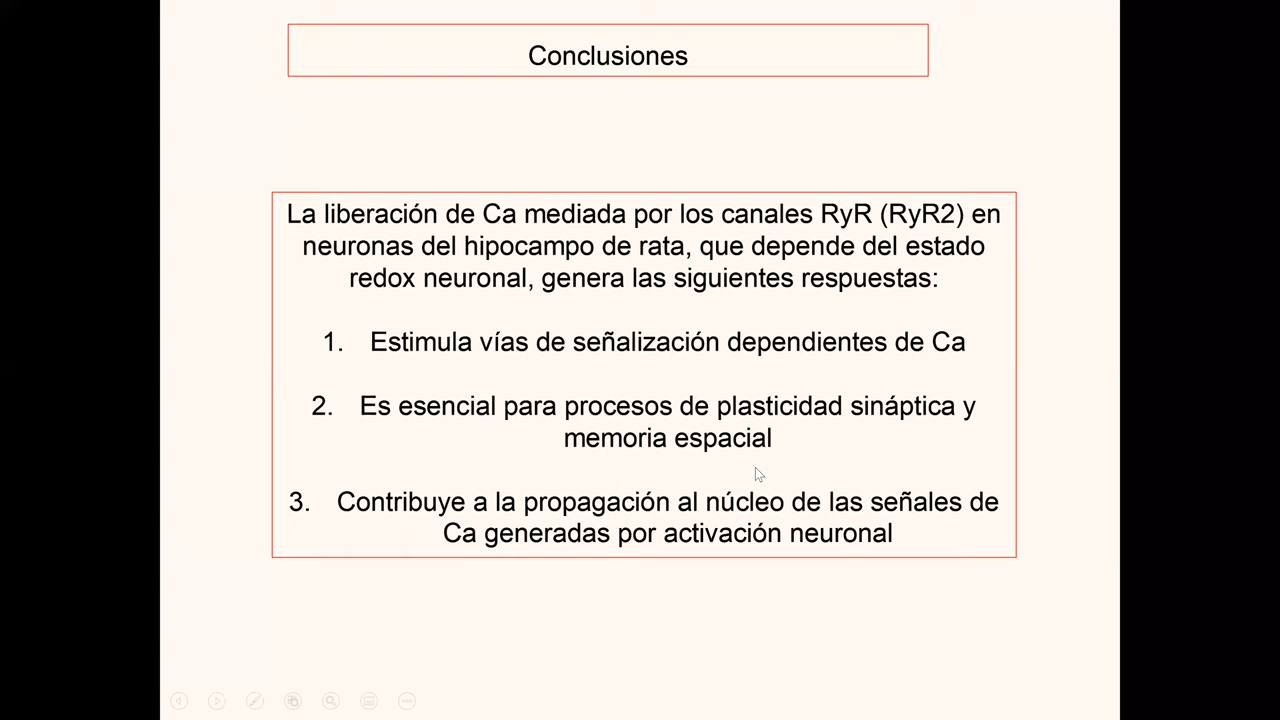 Conclusiones
La liberación de Ca mediada por los canales RyR (RyR2) en
neuronas del hipocampo de rata, que depende del estado
redox neuronal, genera las siguientes respuestas:
1. Estimula vías de señalización dependientes de Ca
2. Es esencial para procesos de plasticidad sináptica y
memoria espacial
3. Contribuye a la propagación al núcleo de las señales de
Ca generadas por activación neuronal